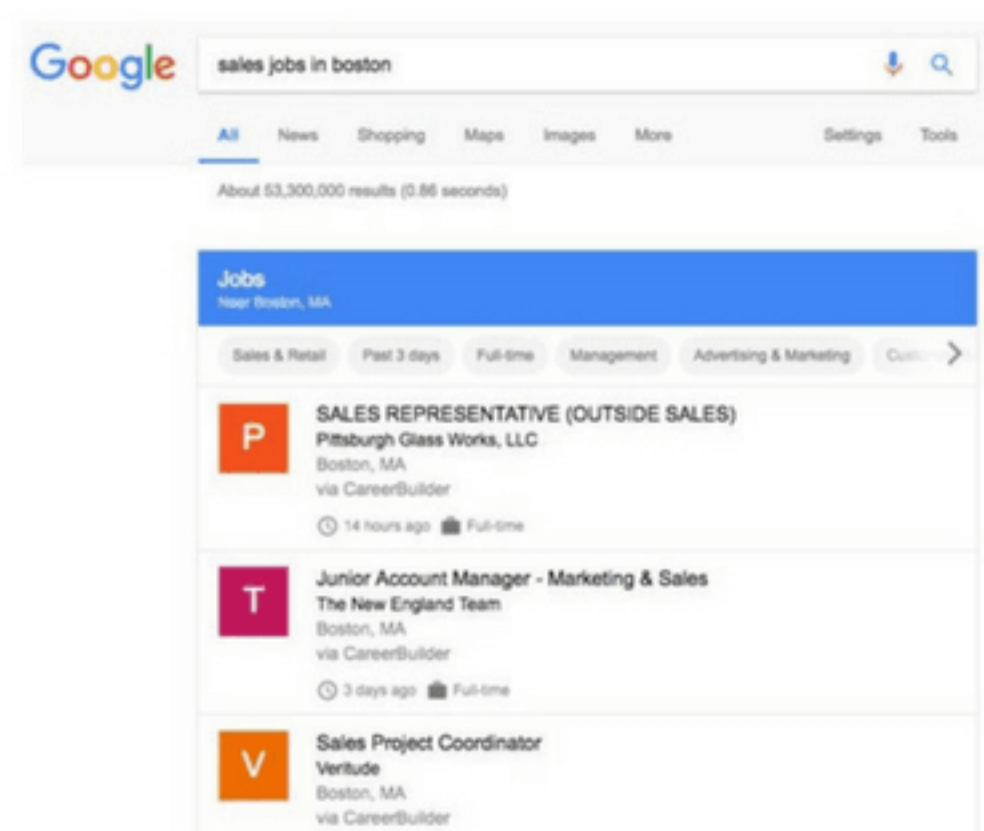 Google sales jobs in boston
All News Shopping Maps Images More Settings Tools
About 53,300,000 results (0.86 seconds)
Jobs
Near Boston, MA
Sales & Retail Past 3 days Full-time Management Advertising & Marketing
P
SALES REPRESENTATIVE (OUTSIDE SALES)
Pittsburgh Glass Works, LLC
Boston, MA
via CareerBuilder
14 hours ago Full-time
T
Junior Account Manager - Marketing & Sales
The New England Team
Boston, MA
via CareerBuilder
3 days ago Full-time
V
Sales Project Coordinator
Veritude
Boston, MA
via CareerBuilder